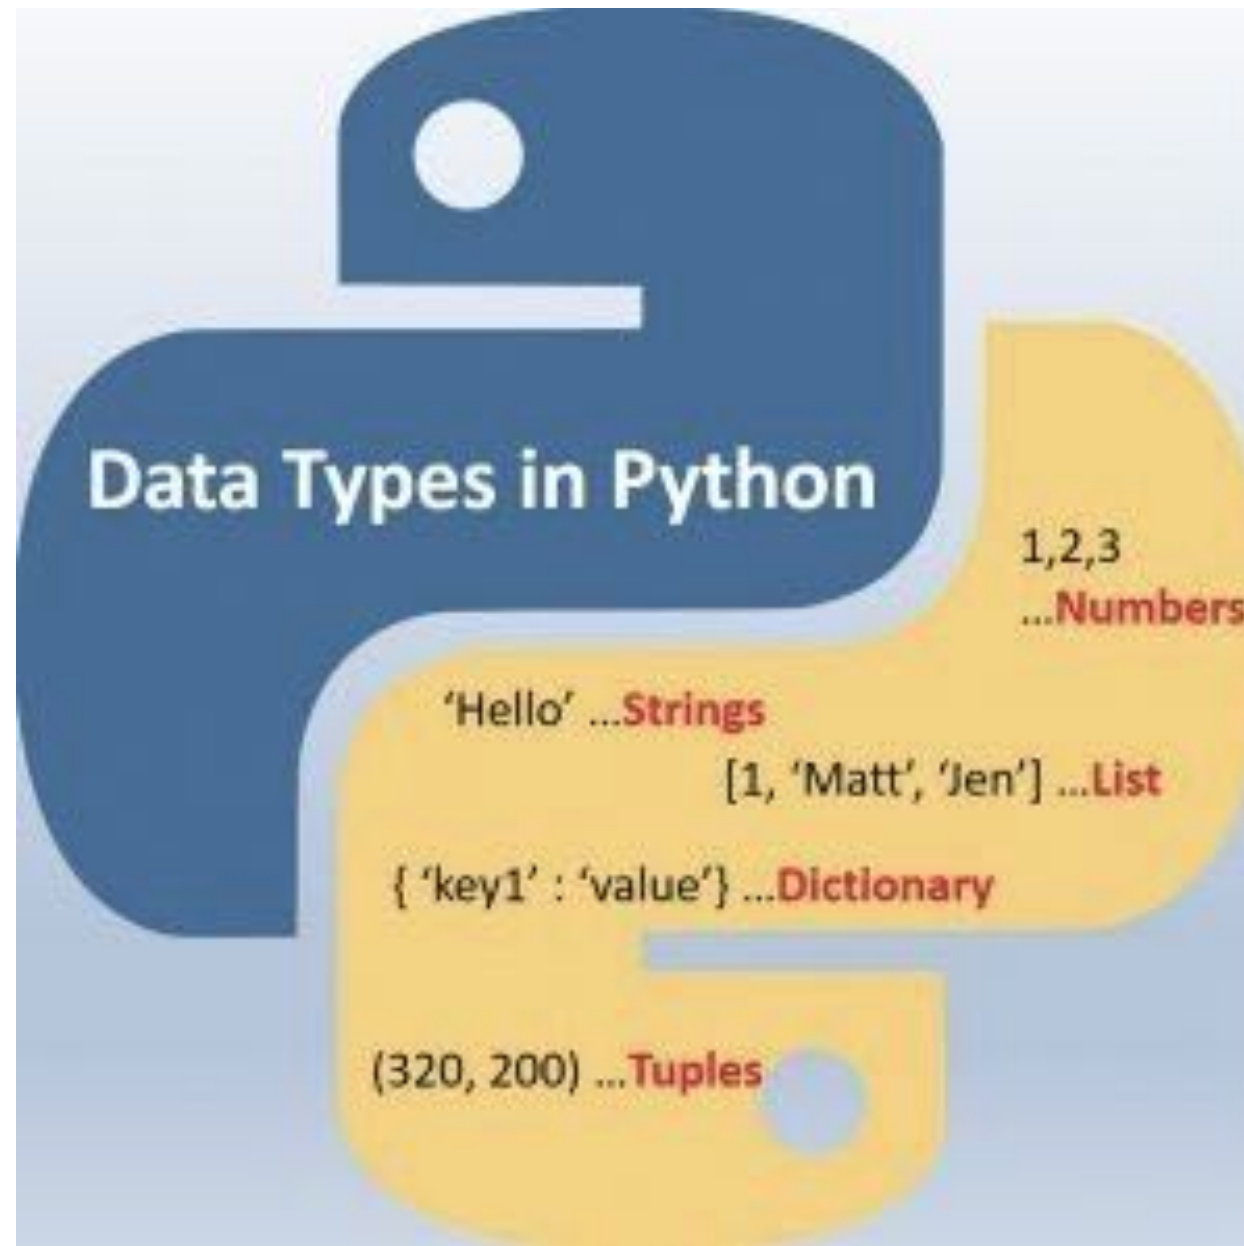 Data Types in Python
1,2,3
...Numbers
‘Hello’ ...Strings
[1, ‘Matt’, ‘Jen’] ...List
{ ‘key1’ : ‘value’} ...Dictionary
(320, 200) ...Tuples